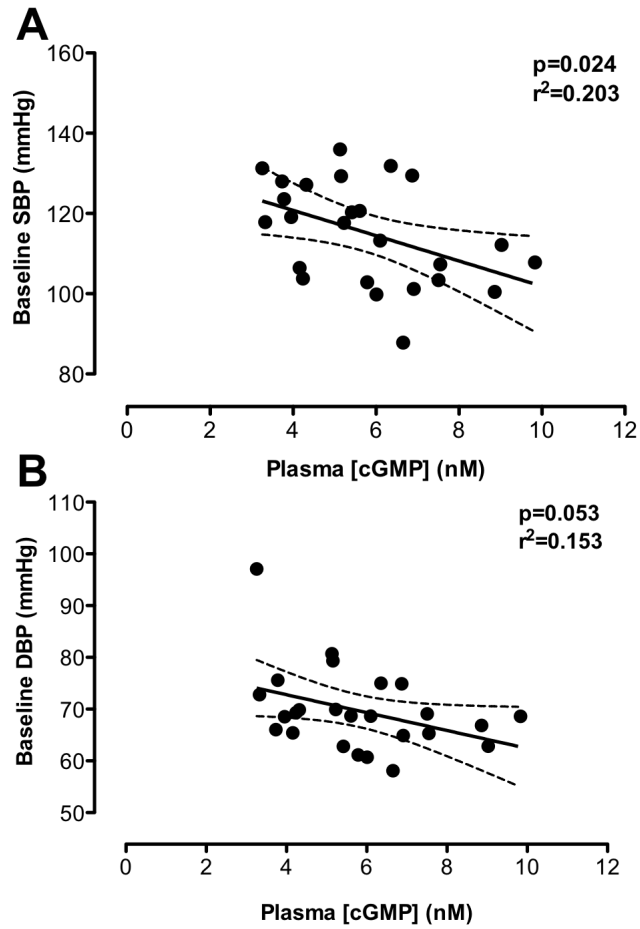 A
Baseline SBP (mmHg)
160
140
120
100
80
p=0.024
r²=0.203
0 2 4 6 8 10 12
Plasma [cGMP] (nM)
B
Baseline DBP (mmHg)
110
100
90
80
70
60
50
p=0.053
r²=0.153
0 2 4 6 8 10 12
Plasma [cGMP] (nM)